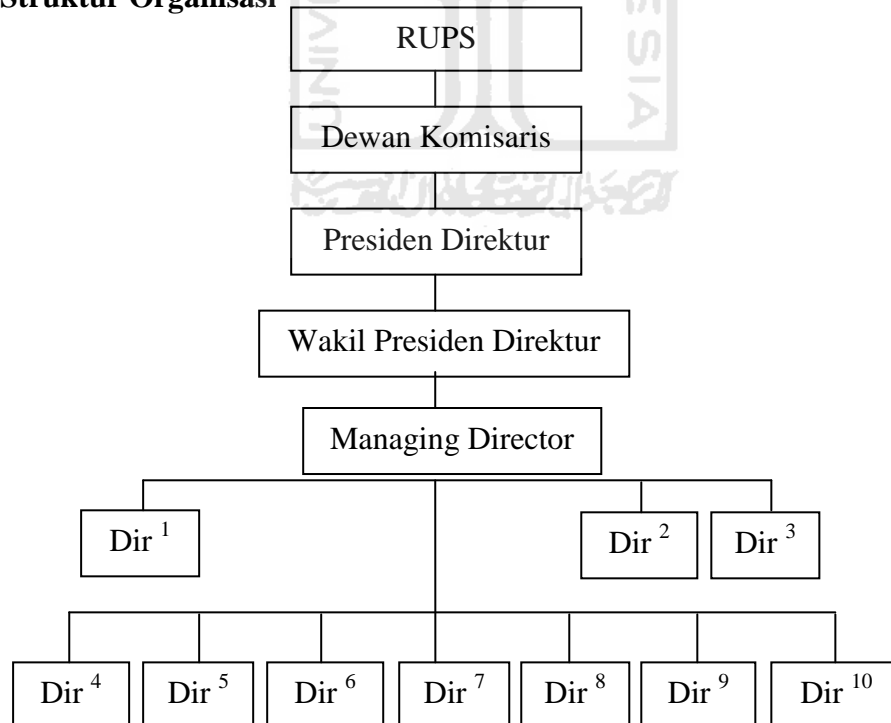 Struktur Organisasi
RUPS
Dewan Komisaris
Presiden Direktur
Wakil Presiden Direktur
Managing Director
Dir ¹
Dir ²
Dir ³
Dir ⁴
Dir ⁵
Dir ⁶
Dir ⁷
Dir ⁸
Dir ⁹
Dir ¹⁰